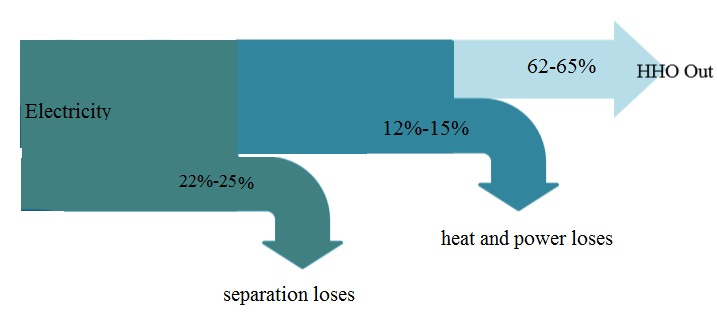 62-65%
HHO Out
Electricity
12%-15%
22%-25%
heat and power loses
separation loses